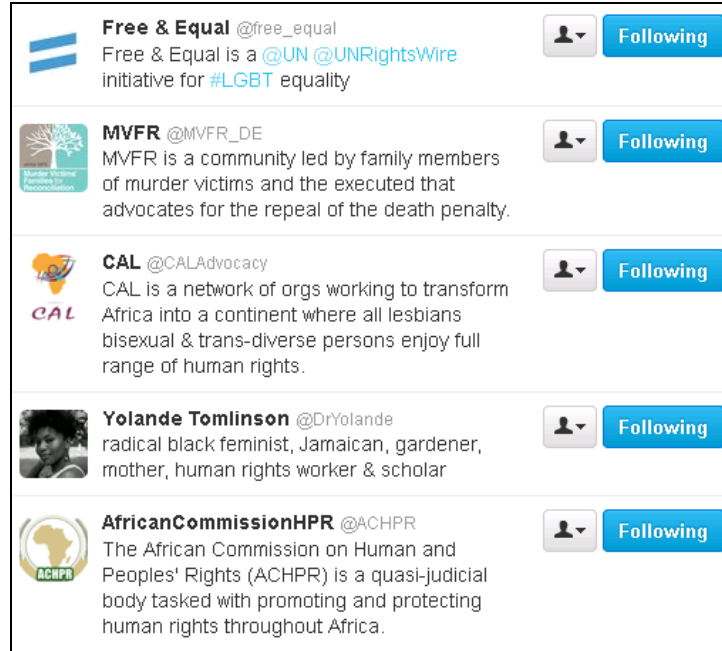 Free & Equal @free_equal
Following
Free & Equal is a @UN @UNRightsWire
initiative for #LGBT equality
MVFR @MVFR_DE
Following
MVFR is a community led by family members
of murder victims and the executed that
advocates for the repeal of the death penalty.
Murder Victims'
Families for
Reconciliation
CAL @CALAdvocacy
Following
CAL is a network of orgs working to transform
Africa into a continent where all lesbians
bisexual & trans-diverse persons enjoy full
range of human rights.
CAL
Yolande Tomlinson @DrYolande
Following
radical black feminist, Jamaican, gardener,
mother, human rights worker & scholar
AfricanCommissionHPR @ACHPR
Following
The African Commission on Human and
Peoples' Rights (ACHPR) is a quasi-judicial
body tasked with promoting and protecting
human rights throughout Africa.
ACHPR